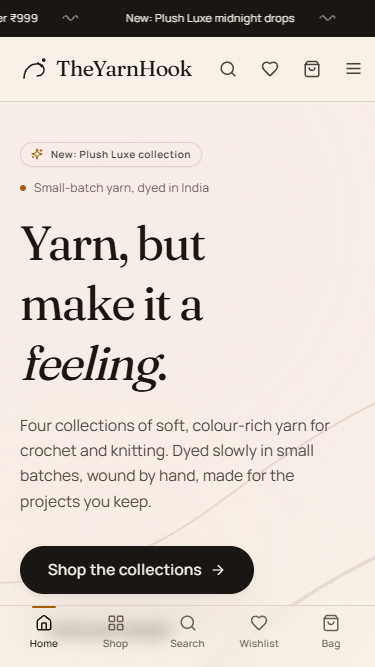 er ₹999
New: Plush Luxe midnight drops
TheYarnHook
New: Plush Luxe collection
Small-batch yarn, dyed in India
Yarn, but
make it a
feeling.
Four collections of soft, colour-rich yarn for
crochet and knitting. Dyed slowly in small
batches, wound by hand, made for the
projects you keep.
Shop the collections
Home
Shop
Search
Wishlist
Bag